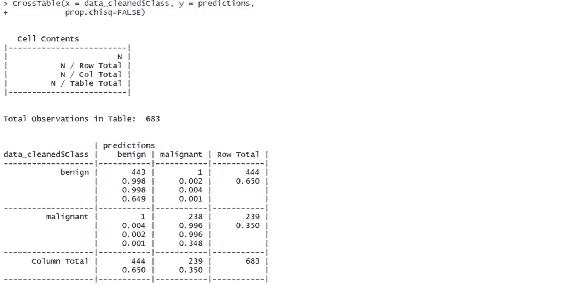 > CrossTable(x = data_cleaned$Class, y = predictions,
+ prop.chisq=FALSE)
Cell Contents
|-------------------------|
| N |
| N / Row Total |
| N / Col Total |
| N / Table Total |
|-------------------------|
Total Observations in Table: 683
| predictions
data_cleaned$Class | benign | malignant | Row Total |
-------------------|-----------|-----------|-----------|
benign | 443 | 1 | 444 |
| 0.998 | 0.002 | 0.650 |
| 0.998 | 0.004 | |
| 0.649 | 0.001 | |
-------------------|-----------|-----------|-----------|
malignant | 1 | 238 | 239 |
| 0.004 | 0.996 | 0.350 |
| 0.002 | 0.996 | |
| 0.001 | 0.348 | |
-------------------|-----------|-----------|-----------|
Column Total | 444 | 239 | 683 |
| 0.650 | 0.350 | |
-------------------|-----------|-----------|-----------|